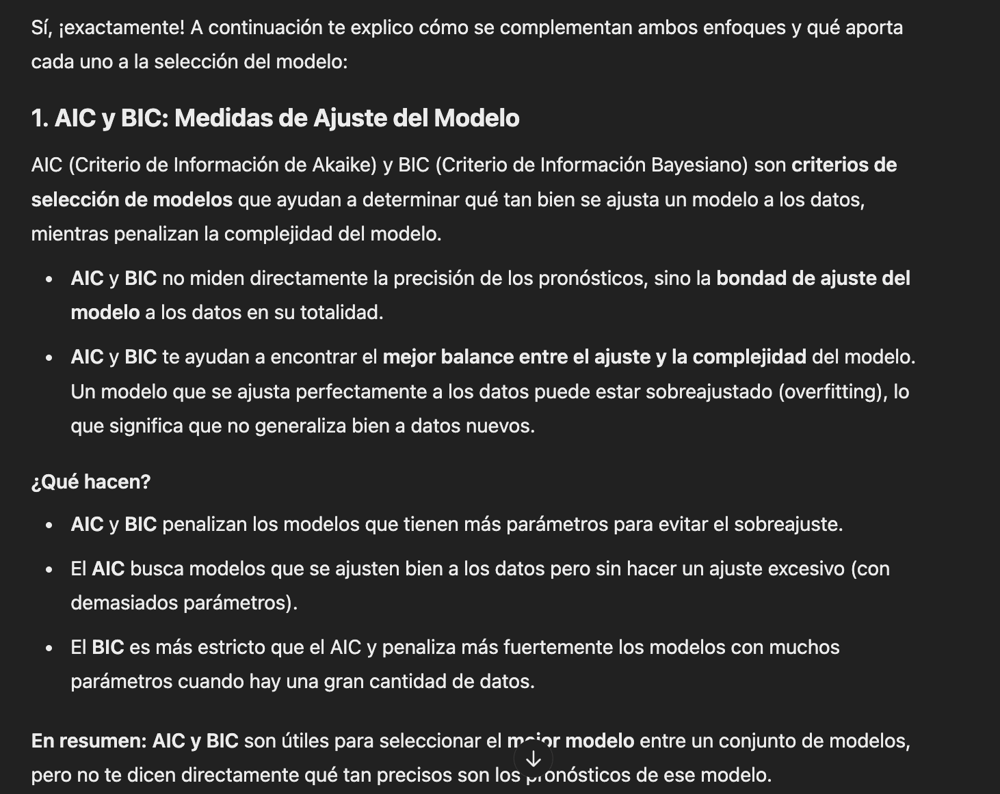 Sí, ¡exactamente! A continuación te explico cómo se complementan ambos enfoques y qué aporta
cada uno a la selección del modelo:
1. AIC y BIC: Medidas de Ajuste del Modelo
AIC (Criterio de Información de Akaike) y BIC (Criterio de Información Bayesiano) son criterios de
selección de modelos que ayudan a determinar qué tan bien se ajusta un modelo a los datos,
mientras penalizan la complejidad del modelo.
• AIC y BIC no miden directamente la precisión de los pronósticos, sino la bondad de ajuste del
modelo a los datos en su totalidad.
• AIC y BIC te ayudan a encontrar el mejor balance entre el ajuste y la complejidad del modelo.
Un modelo que se ajusta perfectamente a los datos puede estar sobreajustado (overfitting), lo
que significa que no generaliza bien a datos nuevos.
¿Qué hacen?
• AIC y BIC penalizan los modelos que tienen más parámetros para evitar el sobreajuste.
• El AIC busca modelos que se ajusten bien a los datos pero sin hacer un ajuste excesivo (con
demasiados parámetros).
• El BIC es más estricto que el AIC y penaliza más fuertemente los modelos con muchos
parámetros cuando hay una gran cantidad de datos.
En resumen: AIC y BIC son útiles para seleccionar el mejor modelo entre un conjunto de modelos,
pero no te dicen directamente qué tan precisos son los pronósticos de ese modelo.